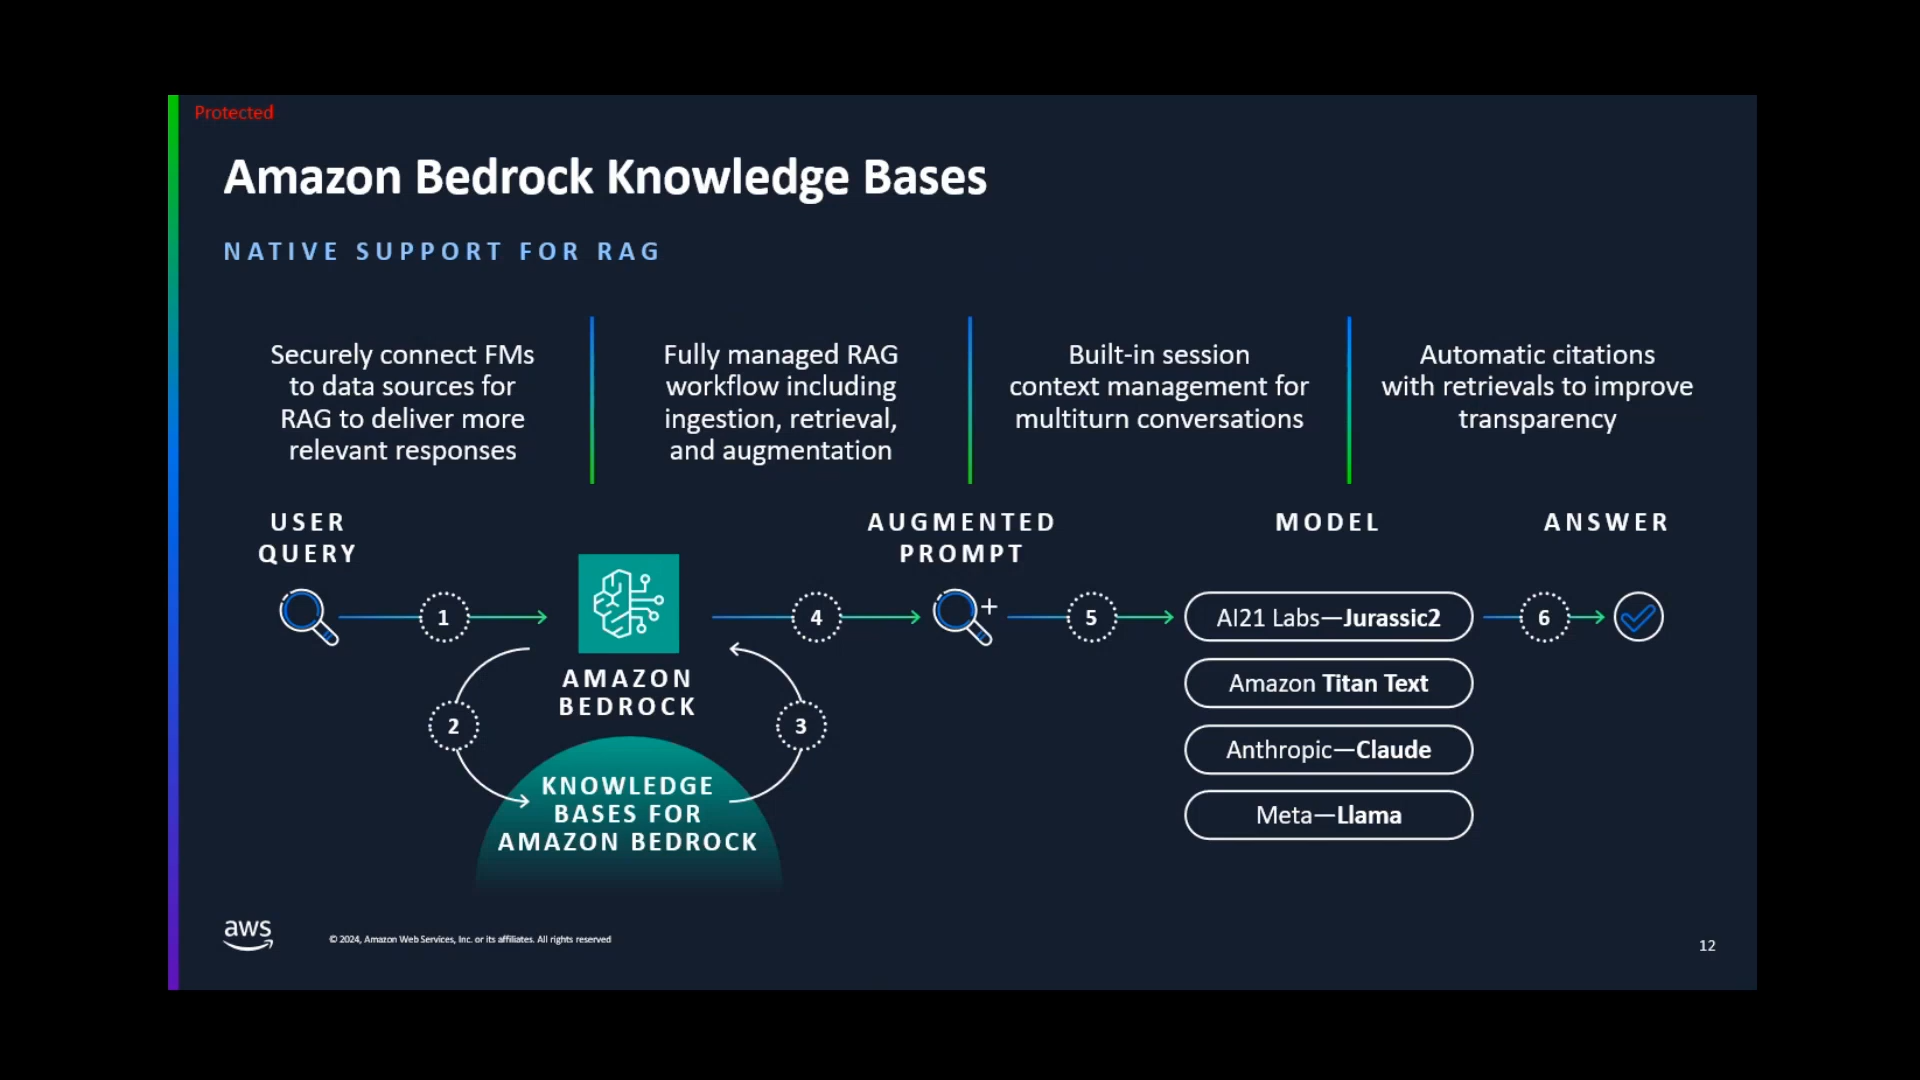 Protected
Amazon Bedrock Knowledge Bases
NATIVE SUPPORT FOR RAG
Securely connect FMs
to data sources for
RAG to deliver more
relevant responses
Fully managed RAG
workflow including
ingestion, retrieval,
and augmentation
Built-in session
context management for
multiturn conversations
Automatic citations
with retrievals to improve
transparency
USER
QUERY
1
AMAZON
BEDROCK
2
KNOWLEDGE
BASES FOR
AMAZON BEDROCK
3
4
AUGMENTED
PROMPT
+
5
MODEL
AI21 Labs—Jurassic2
Amazon Titan Text
Anthropic—Claude
Meta—Llama
6
ANSWER
aws
© 2024, Amazon Web Services, Inc. or its affiliates. All rights reserved
12